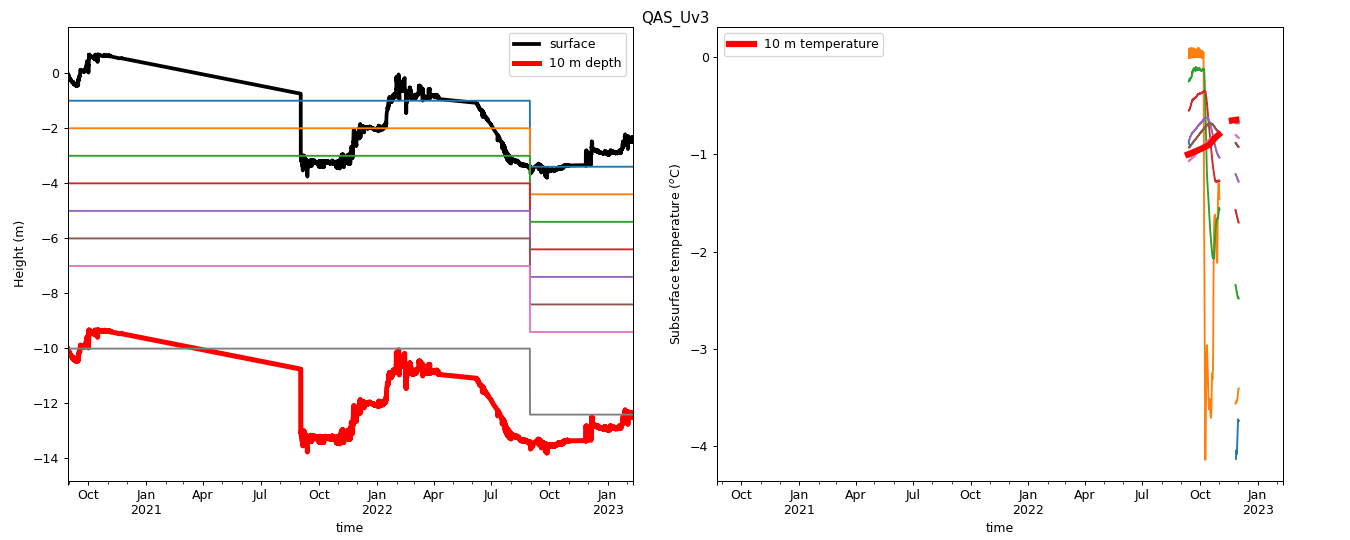 QAS_Uv3
surface
10 m depth
10 m temperature
Height (m)
0
−2
−4
−6
−8
−10
−12
−14
Oct
Jan
2021
Apr
Jul
Oct
Jan
2022
Apr
Jul
Oct
Jan
2023
time
Subsurface temperature (°C)
0
−1
−2
−3
−4
Oct
Jan
2021
Apr
Jul
Oct
Jan
2022
Apr
Jul
Oct
Jan
2023
time